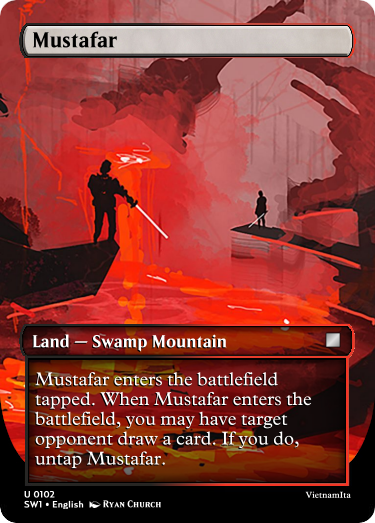 Mustafar
Land — Swamp Mountain
Mustafar enters the battlefield
tapped. When Mustafar enters the
battlefield, you may have target
opponent draw a card. If you do,
untap Mustafar.
U 0102
SW1 • English RYAN CHURCH
VietnamIta